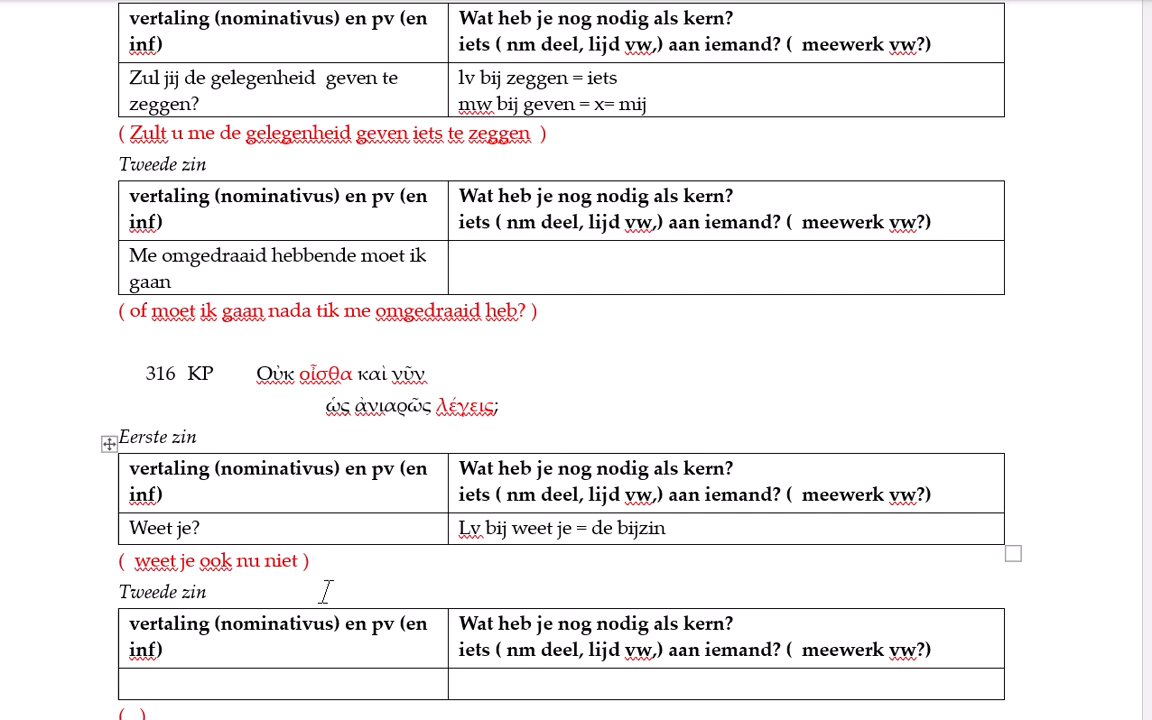 vertaling (nominativus) en pv (en
inf)
Wat heb je nog nodig als kern?
iets ( nm deel, lijd vw,) aan iemand? (  meewerk vw?)
Zul jij de gelegenheid  geven te
zeggen?
lv bij zeggen = iets
mw bij geven = x= mij
( Zult u me de gelegenheid geven iets te zeggen  )
Tweede zin
vertaling (nominativus) en pv (en
inf)
Wat heb je nog nodig als kern?
iets ( nm deel, lijd vw,) aan iemand? (  meewerk vw?)
Me omgedraaid hebbende moet ik
gaan
( of moet ik gaan nada tik me omgedraaid heb? )
316  KP  Οὐκ οἶσθα καὶ νῦν
ὡς ἀνιαρῶς λέγεις;
Eerste zin
vertaling (nominativus) en pv (en
inf)
Wat heb je nog nodig als kern?
iets ( nm deel, lijd vw,) aan iemand? (  meewerk vw?)
Weet je?
Lv bij weet je = de bijzin
(  weet je ook nu niet )
Tweede zin
vertaling (nominativus) en pv (en
inf)
Wat heb je nog nodig als kern?
iets ( nm deel, lijd vw,) aan iemand? (  meewerk vw?)
(  )